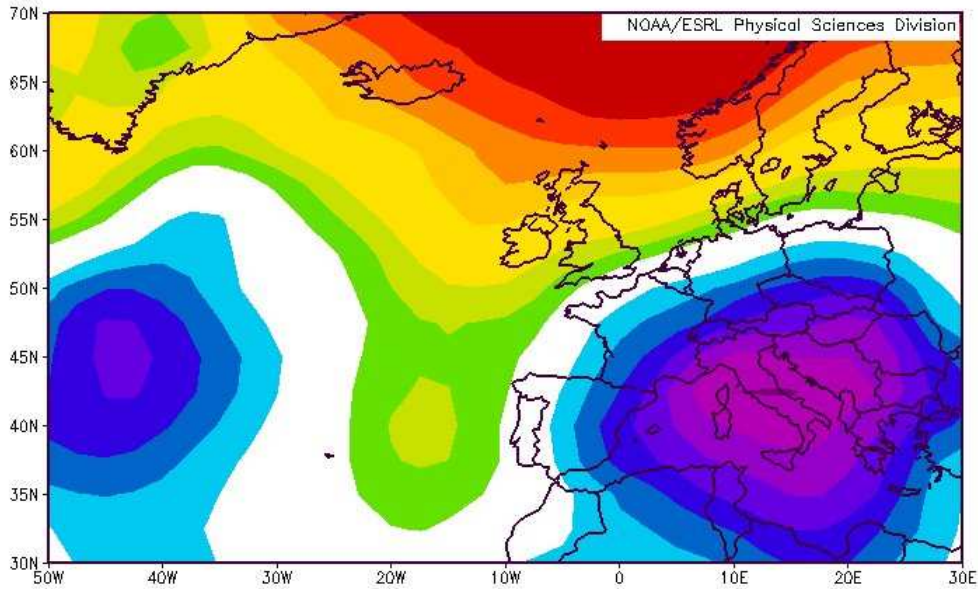 NOAA/ESRL Physical Sciences Division
70N
65N
60N
55N
50N
45N
40N
35N
30N
50W 40W 30W 20W 10W 0 10E 20E 30E